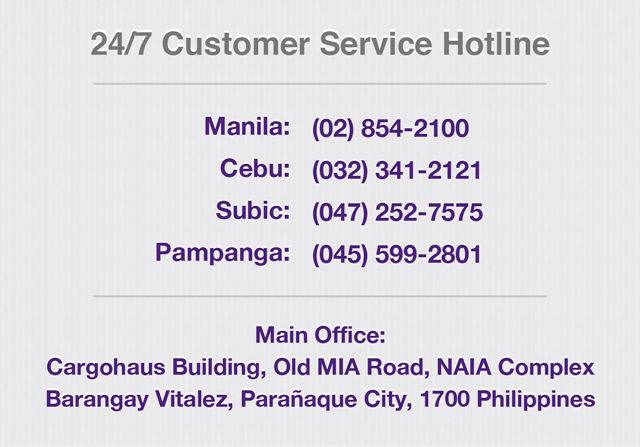 24/7 Customer Service Hotline
Manila: (02) 854-2100
Cebu: (032) 341-2121
Subic: (047) 252-7575
Pampanga: (045) 599-2801
Main Office:
Cargohaus Building, Old MIA Road, NAIA Complex
Barangay Vitalez, Parañaque City, 1700 Philippines